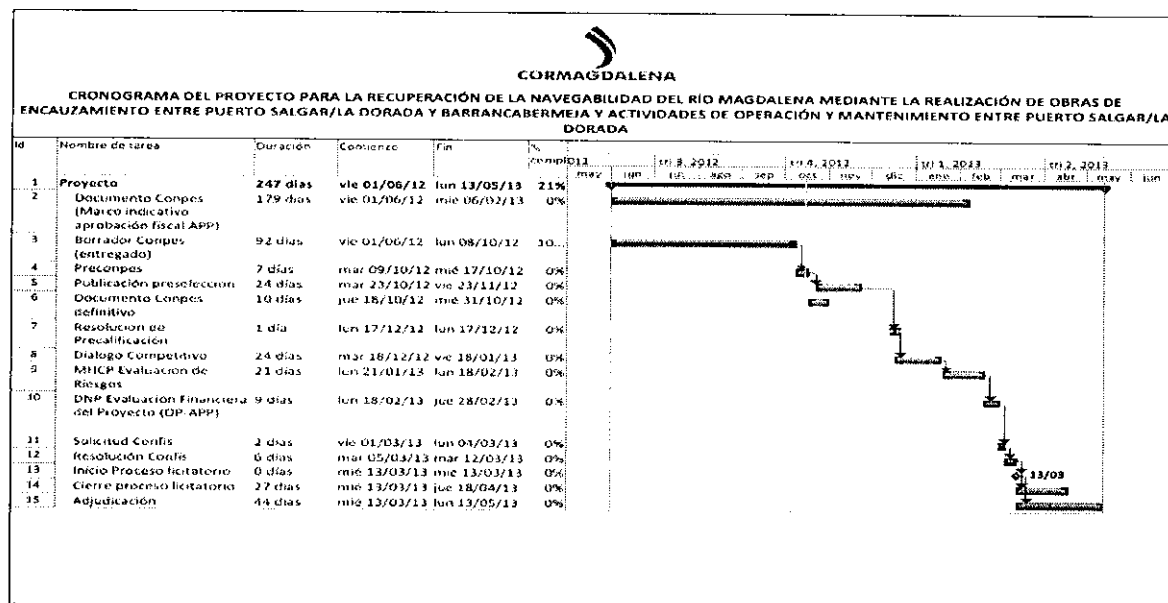 CORMAGDALENA
CRONOGRAMA DEL PROYECTO PARA LA RECUPERACIÓN DE LA NAVEGABILIDAD DEL RÍO MAGDALENA MEDIANTE LA REALIZACIÓN DE OBRAS DE
ENCAUZAMIENTO ENTRE PUERTO SALGAR/LA DORADA Y BARRANCABERMEJA Y ACTIVIDADES DE OPERACIÓN Y MANTENIMIENTO ENTRE PUERTO SALGAR/LA
DORADA
Id Nombre de tarea Duración Comienzo Fin %
tri 3, 2012 tri 1, 2013 tri 2, 2013
may jun jul ago sep oct nov dic ene feb mar abr may jun
1 Proyecto 247 días vie 01/06/12 lun 13/05/13 21%
2 Documento Conpes 179 días vie 01/06/12 mié 06/02/13 0%
(Marco indicativo
aprobación fiscal APP)
3 Borrador Conpes 92 días vie 01/06/12 lun 08/10/12 10...
(entregado)
4 Preconpes 7 días mar 09/10/12 mié 17/10/12 0%
5 Publicación preselección 24 días mar 23/10/12 vie 23/11/12 0%
6 Documento Conpes 10 días jue 18/10/12 mié 31/10/12 0%
definitivo
7 Resolución de 1 día lun 17/12/12 lun 17/12/12 0%
Precalificación
8 Diálogo Competitivo 24 días mar 18/12/12 vie 18/01/13 0%
9 MHCP Evaluación de 21 días lun 21/01/13 lun 18/02/13 0%
Riesgos
10 DNP Evaluación Financiera 9 días lun 18/02/13 jue 28/02/13 0%
del Proyecto (OP-APP)
11 Solicitud Confis 2 días vie 01/03/13 lun 04/03/13 0%
12 Resolución Confis 6 días mar 05/03/13 mar 12/03/13 0%
13 Inicio Proceso licitatorio 0 días mié 13/03/13 mié 13/03/13 0% 13/03
14 Cierre proceso licitatorio 27 días mié 13/03/13 jue 18/04/13 0%
15 Adjudicación 44 días mié 13/03/13 lun 13/05/13 0%